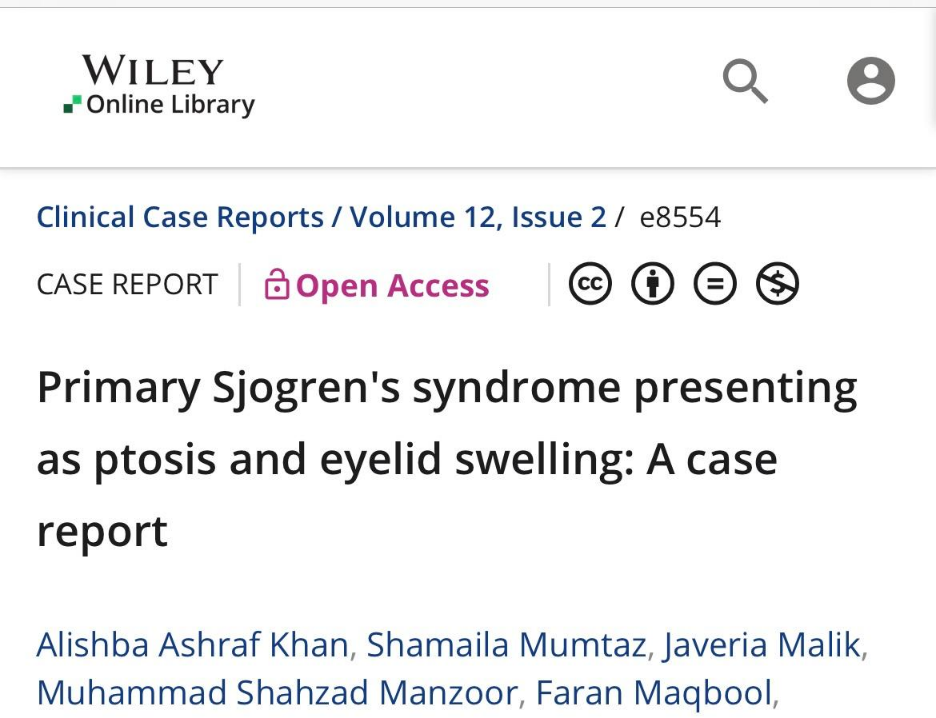 WILEY
Online Library
Clinical Case Reports / Volume 12, Issue 2 / e8554
CASE REPORT Open Access cc
Primary Sjogren's syndrome presenting
as ptosis and eyelid swelling: A case
report
Alishba Ashraf Khan, Shamaila Mumtaz, Javeria Malik,
Muhammad Shahzad Manzoor, Faran Maqbool,